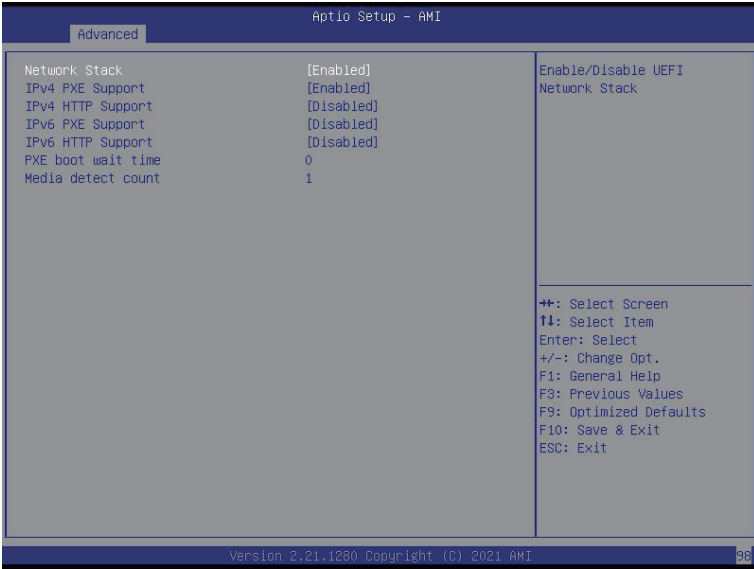 Aptio Setup – AMI
Advanced
Network Stack [Enabled]
IPv4 PXE Support [Enabled]
IPv4 HTTP Support [Disabled]
IPv6 PXE Support [Disabled]
IPv6 HTTP Support [Disabled]
PXE boot wait time 0
Media detect count 1
Enable/Disable UEFI
Network Stack
→←: Select Screen
↑↓: Select Item
Enter: Select
+/-: Change Opt.
F1: General Help
F3: Previous Values
F9: Optimized Defaults
F10: Save & Exit
ESC: Exit
Version 2.21.1280 Copyright (C) 2021 AMI
98